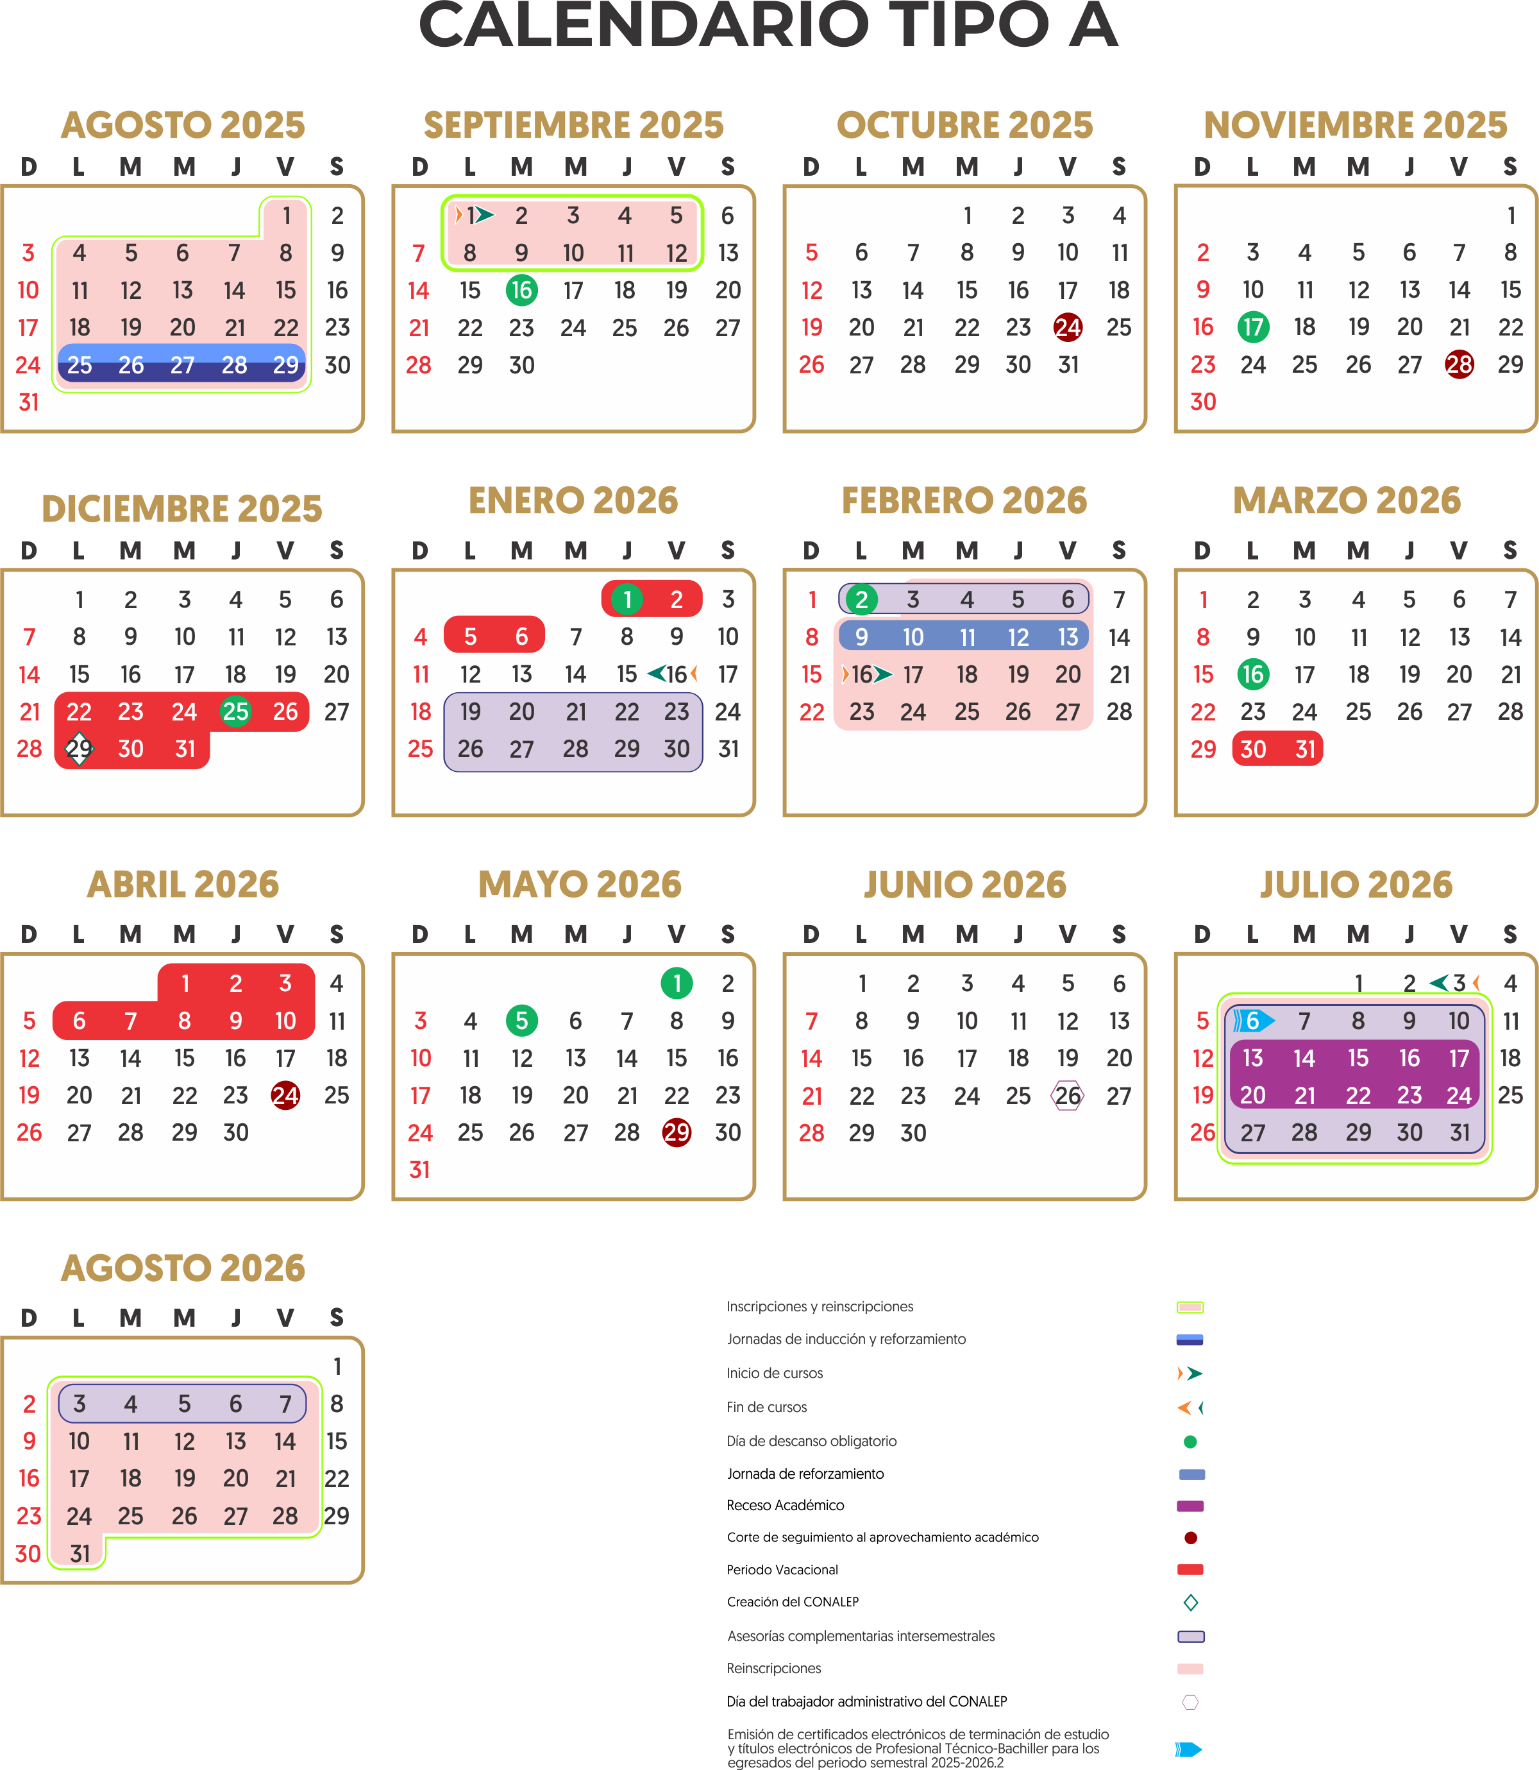 CALENDARIO TIPO A
AGOSTO 2025
D L M M J V S
1 2
3 4 5 6 7 8 9
10 11 12 13 14 15 16
17 18 19 20 21 22 23
24 25 26 27 28 29 30
31
SEPTIEMBRE 2025
D L M M J V S
1 2 3 4 5 6
7 8 9 10 11 12 13
14 15 16 17 18 19 20
21 22 23 24 25 26 27
28 29 30
OCTUBRE 2025
D L M M J V S
1 2 3 4
5 6 7 8 9 10 11
12 13 14 15 16 17 18
19 20 21 22 23 24 25
26 27 28 29 30 31
NOVIEMBRE 2025
D L M M J V S
1
2 3 4 5 6 7 8
9 10 11 12 13 14 15
16 17 18 19 20 21 22
23 24 25 26 27 28 29
30
DICIEMBRE 2025
D L M M J V S
1 2 3 4 5 6
7 8 9 10 11 12 13
14 15 16 17 18 19 20
21 22 23 24 25 26 27
28 29 30 31
ENERO 2026
D L M M J V S
1 2 3
4 5 6 7 8 9 10
11 12 13 14 15 16 17
18 19 20 21 22 23 24
25 26 27 28 29 30 31
FEBRERO 2026
D L M M J V S
1 2 3 4 5 6 7
8 9 10 11 12 13 14
15 16 17 18 19 20 21
22 23 24 25 26 27 28
MARZO 2026
D L M M J V S
1 2 3 4 5 6 7
8 9 10 11 12 13 14
15 16 17 18 19 20 21
22 23 24 25 26 27 28
29 30 31
ABRIL 2026
D L M M J V S
1 2 3 4
5 6 7 8 9 10 11
12 13 14 15 16 17 18
19 20 21 22 23 24 25
26 27 28 29 30
MAYO 2026
D L M M J V S
1 2
3 4 5 6 7 8 9
10 11 12 13 14 15 16
17 18 19 20 21 22 23
24 25 26 27 28 29 30
31
JUNIO 2026
D L M M J V S
1 2 3 4 5 6
7 8 9 10 11 12 13
14 15 16 17 18 19 20
21 22 23 24 25 26 27
28 29 30
JULIO 2026
D L M M J V S
1 2 3 4
5 6 7 8 9 10 11
12 13 14 15 16 17 18
19 20 21 22 23 24 25
26 27 28 29 30 31
AGOSTO 2026
D L M M J V S
1
2 3 4 5 6 7 8
9 10 11 12 13 14 15
16 17 18 19 20 21 22
23 24 25 26 27 28 29
30 31
Inscripciones y reinscripciones
Jornadas de inducción y reforzamiento
Inicio de cursos
Fin de cursos
Día de descanso obligatorio
Jornada de reforzamiento
Receso Académico
Corte de seguimiento al aprovechamiento académico
Periodo Vacacional
Creación del CONALEP
Asesorías complementarias intersemestrales
Reinscripciones
Día del trabajador administrativo del CONALEP
Emisión de certificados electrónicos de terminación de estudio
y títulos electrónicos de Profesional Técnico-Bachiller para los
egresados del periodo semestral 2025-2026.2